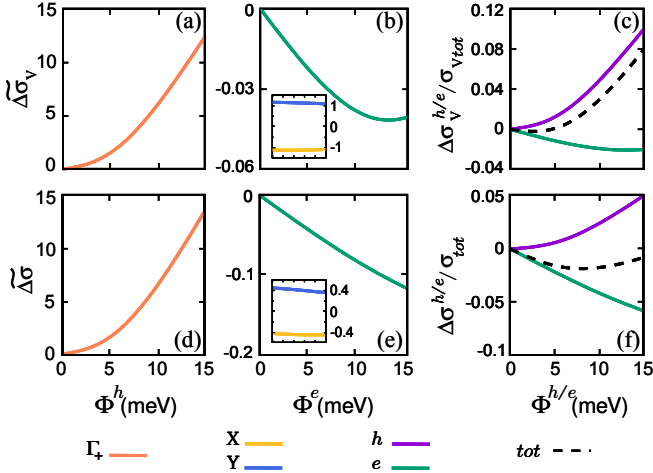 (a) (b) (c)
15 0 0.12
10 -0.03 0.08
5 -0.06 0.04
0 0
-0.04
Δσ̃_V
1
0
-1
Δσ_V^{h/e}/σ_{Vtot}
15 0 0.05
10 -0.1 0
5 -0.2 -0.05
0 -0.1
Δσ̃
0.4
0
-0.4
Δσ^{h/e}/σ_{tot}
(d) (e) (f)
0 5 10 15 0 5 10 15 0 5 10 15
Φ^h(meV) Φ^e(meV) Φ^{h/e}(meV)
Γ₊ X h tot
Y e